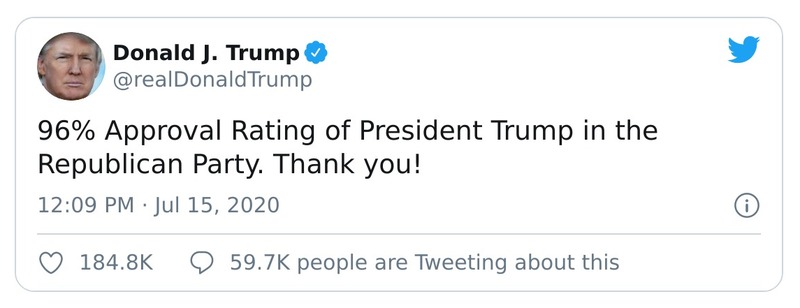 Donald J. Trump
@realDonaldTrump
96% Approval Rating of President Trump in the
Republican Party. Thank you!
12:09 PM · Jul 15, 2020
184.8K 59.7K people are Tweeting about this